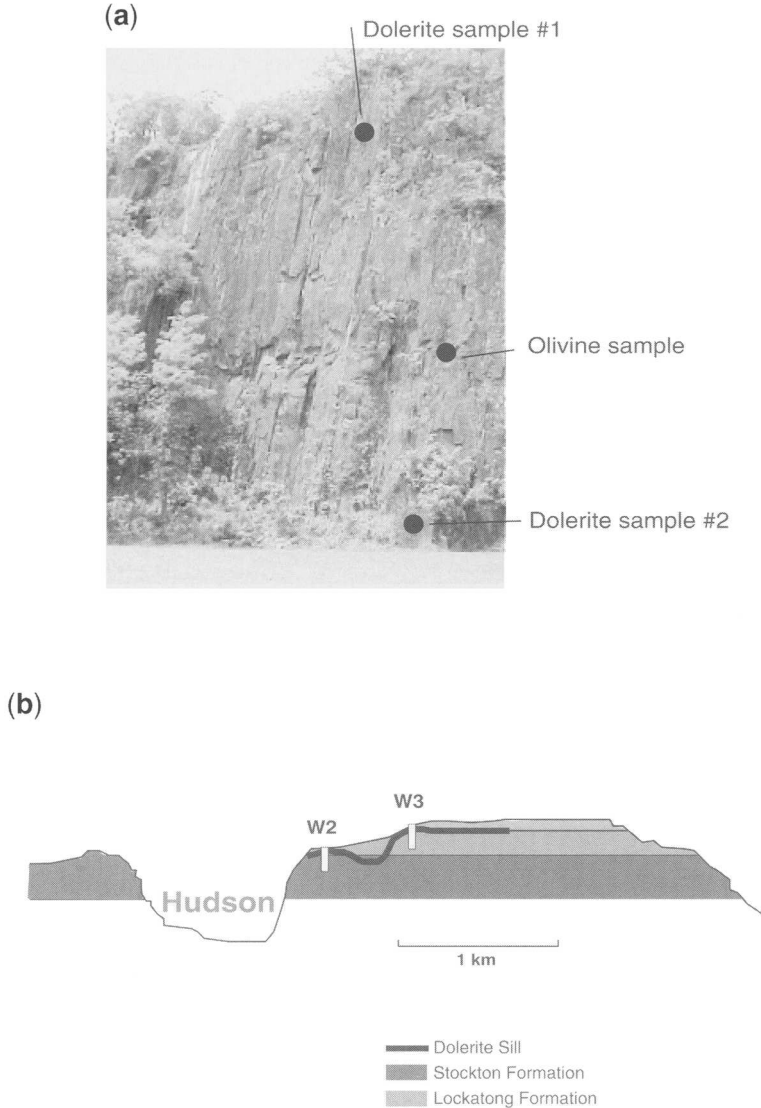 (a)
Dolerite sample #1
Olivine sample
Dolerite sample #2
(b)
W3
W2
Hudson
1 km
Dolerite Sill
Stockton Formation
Lockatong Formation